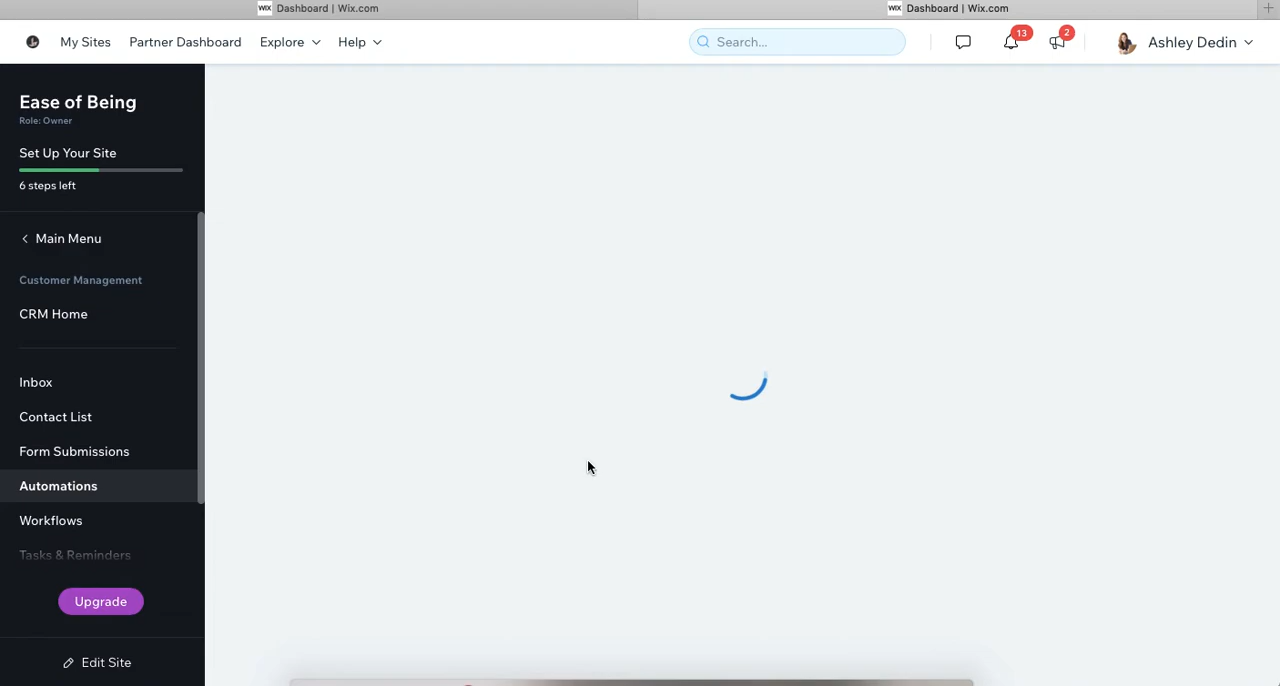 WIX Dashboard | Wix.com
WIX Dashboard | Wix.com
My Sites Partner Dashboard Explore Help Search... 13 2 Ashley Dedin
Ease of Being
Role: Owner
Set Up Your Site
6 steps left
Main Menu
Customer Management
CRM Home
Inbox
Contact List
Form Submissions
Automations
Workflows
Tasks & Reminders
Upgrade
Edit Site